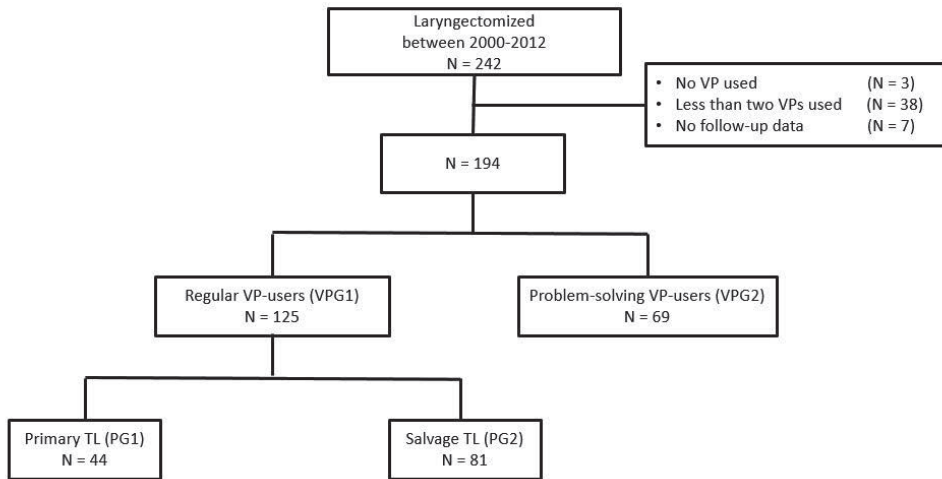 Laryngectomized
between 2000-2012
N = 242
• No VP used (N = 3)
• Less than two VPs used (N = 38)
• No follow-up data (N = 7)
N = 194
Regular VP-users (VPG1)
N = 125
Problem-solving VP-users (VPG2)
N = 69
Primary TL (PG1)
N = 44
Salvage TL (PG2)
N = 81